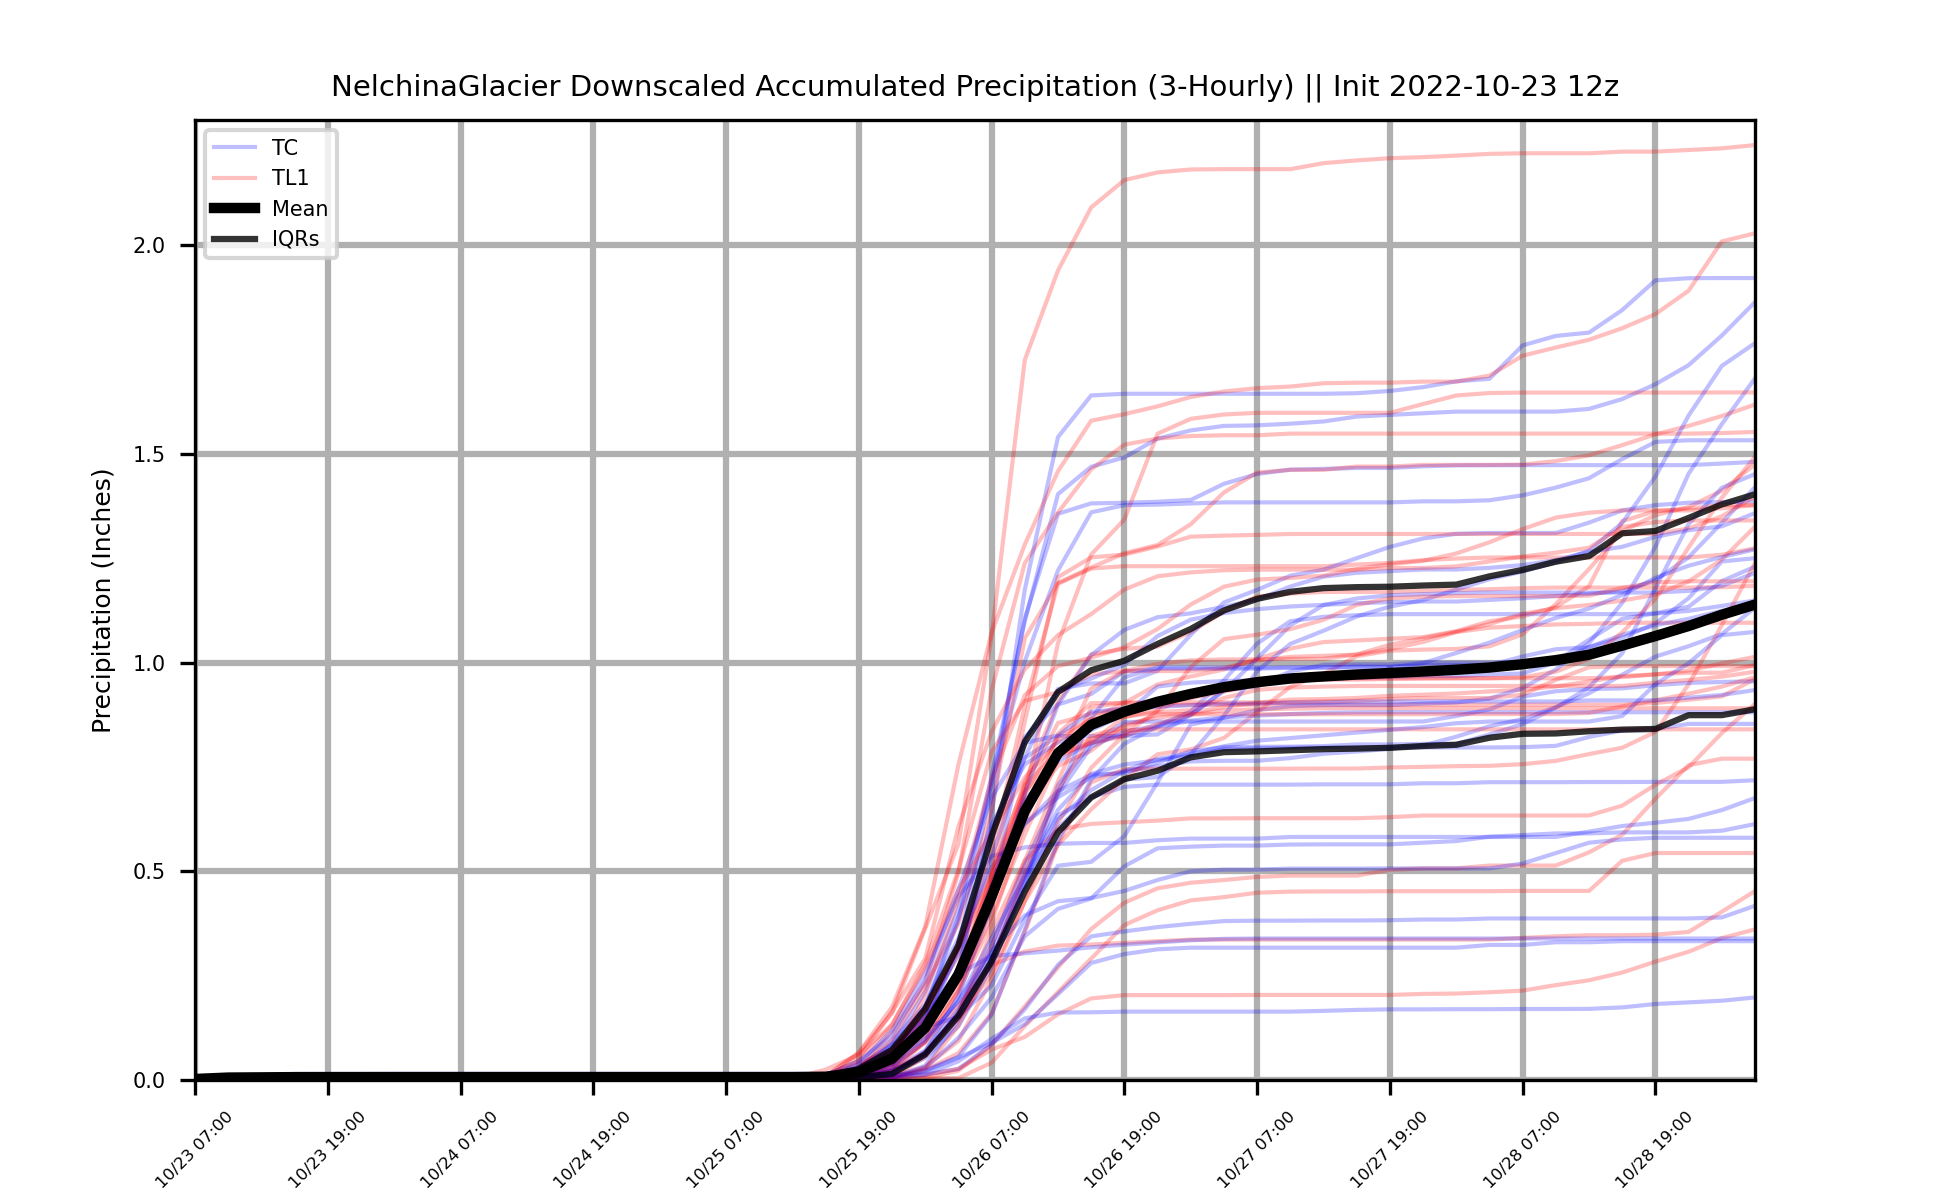 NelchinaGlacier Downscaled Accumulated Precipitation (3-Hourly) || Init 2022-10-23 12z
TC
TL1
Mean
IQRs
Precipitation (Inches)
2.0
1.5
1.0
0.5
0.0
10/23 07:00
10/23 19:00
10/24 07:00
10/24 19:00
10/25 07:00
10/25 19:00
10/26 07:00
10/26 19:00
10/27 07:00
10/27 19:00
10/28 07:00
10/28 19:00